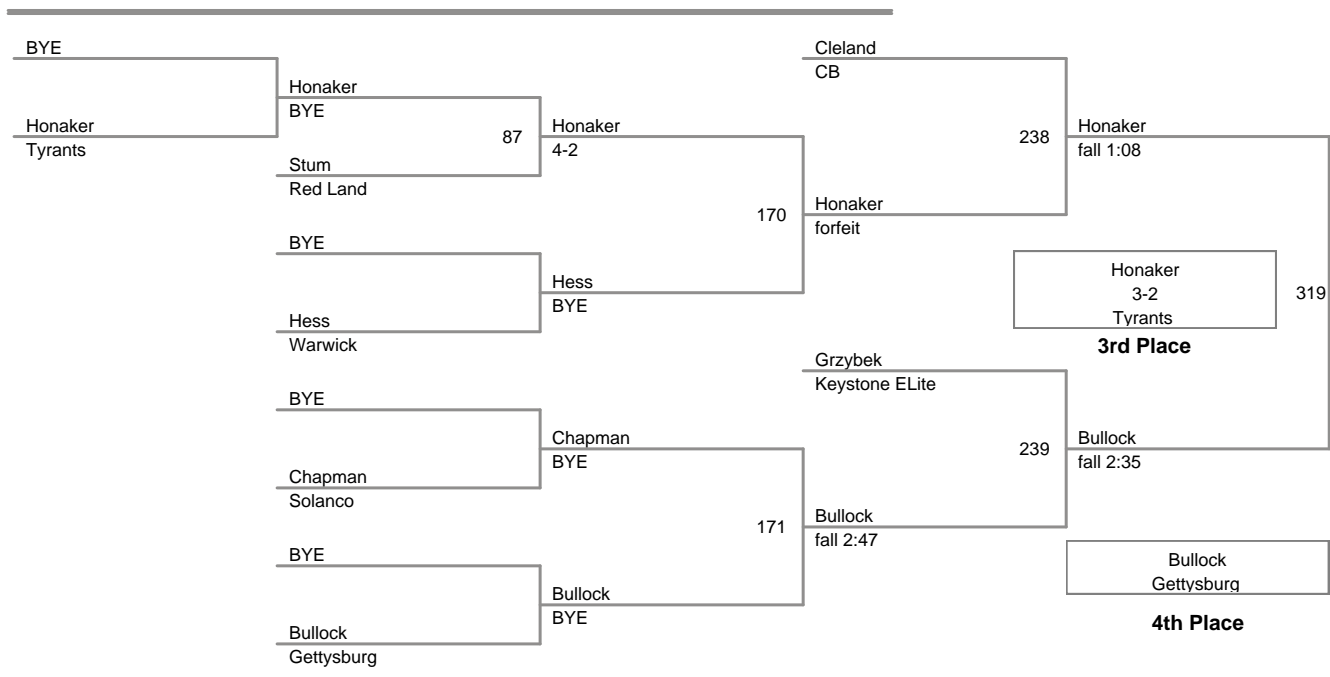 BYE
Honaker
Tyrants
Honaker
BYE
Stum
Red Land
87
BYE
Hess
Warwick
BYE
Chapman
Solanco
BYE
Bullock
Gettysburg
Honaker
4-2
Hess
BYE
170
Chapman
BYE
Bullock
BYE
171
Cleland
CB
Honaker
forfeit
238
Grzybek
Keystone ELite
Bullock
fall 2:47
239
Honaker
fall 1:08
Bullock
fall 2:35
319
Honaker
3-2
Tyrants
3rd Place
Bullock
Gettysburg
4th Place